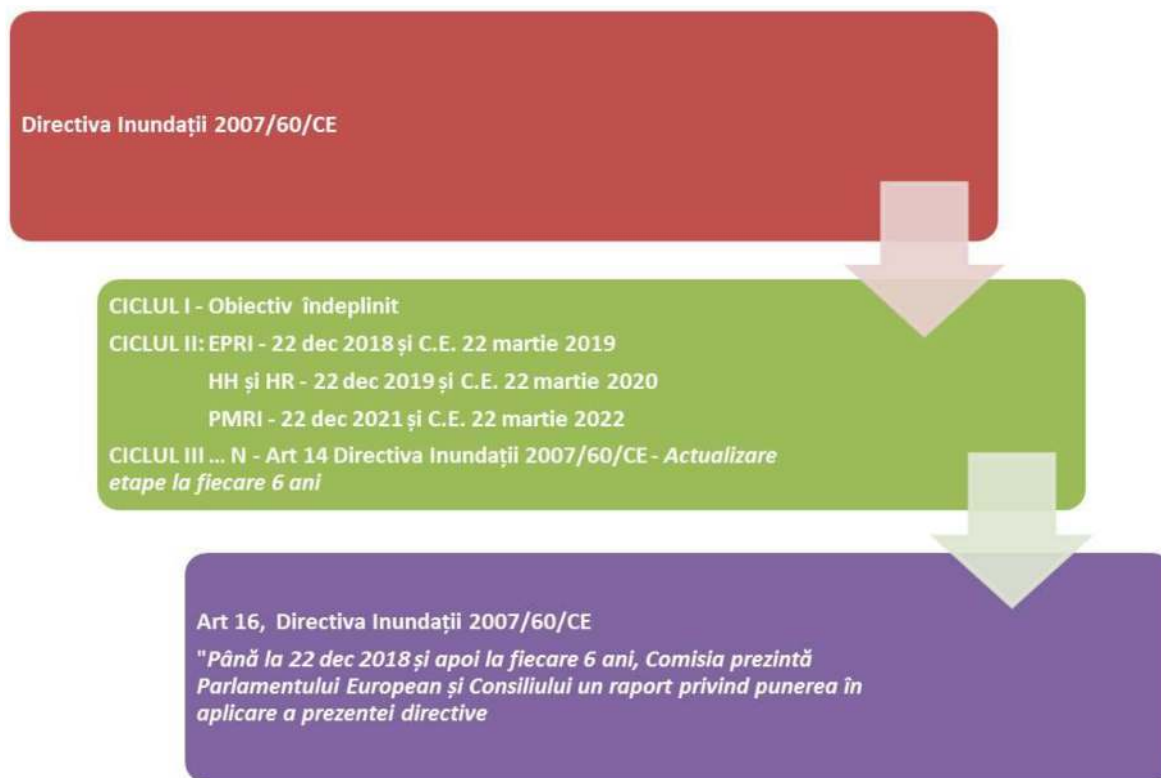 Directiva Inundații 2007/60/CE
CICLUL I - Obiectiv îndeplinit
CICLUL II: EPRI - 22 dec 2018 și C.E. 22 martie 2019
HH și HR - 22 dec 2019 și C.E. 22 martie 2020
PMRI - 22 dec 2021 și C.E. 22 martie 2022
CICLUL III ... N - Art 14 Directiva Inundații 2007/60/CE - Actualizare
etape la fiecare 6 ani
Art 16, Directiva Inundații 2007/60/CE
"Până la 22 dec 2018 și apoi la fiecare 6 ani, Comisia prezintă
Parlamentului European și Consiliului un raport privind punerea în
aplicare a prezentei directive